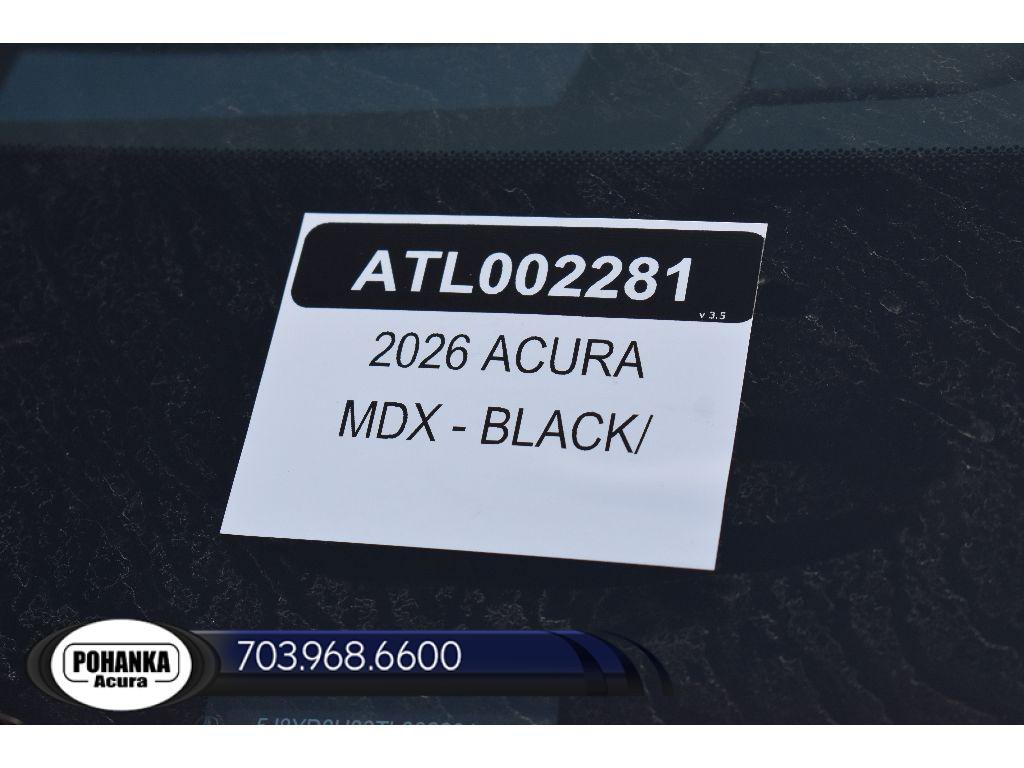 ATL002281
v 3.5
2026 ACURA
MDX - BLACK/
POHANKA
Acura
703.968.6600